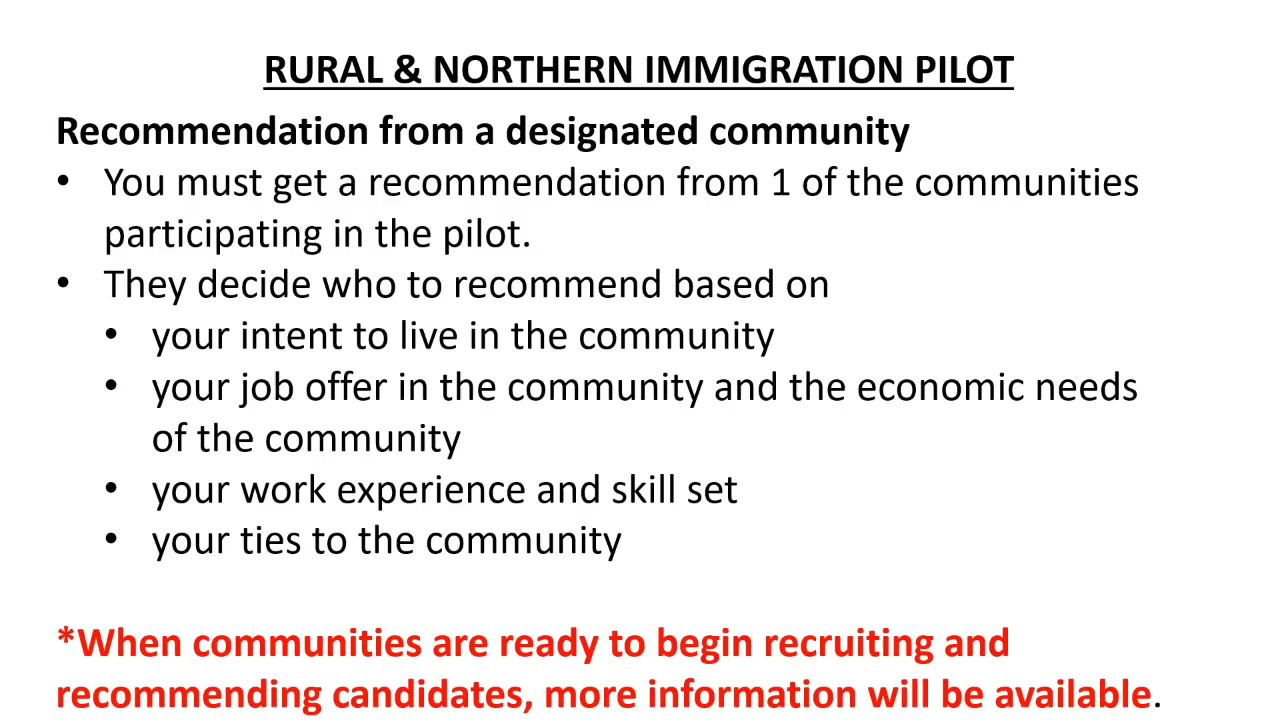 RURAL & NORTHERN IMMIGRATION PILOT
Recommendation from a designated community
• You must get a recommendation from 1 of the communities
participating in the pilot.
• They decide who to recommend based on
• your intent to live in the community
• your job offer in the community and the economic needs
of the community
• your work experience and skill set
• your ties to the community
*When communities are ready to begin recruiting and
recommending candidates, more information will be available.